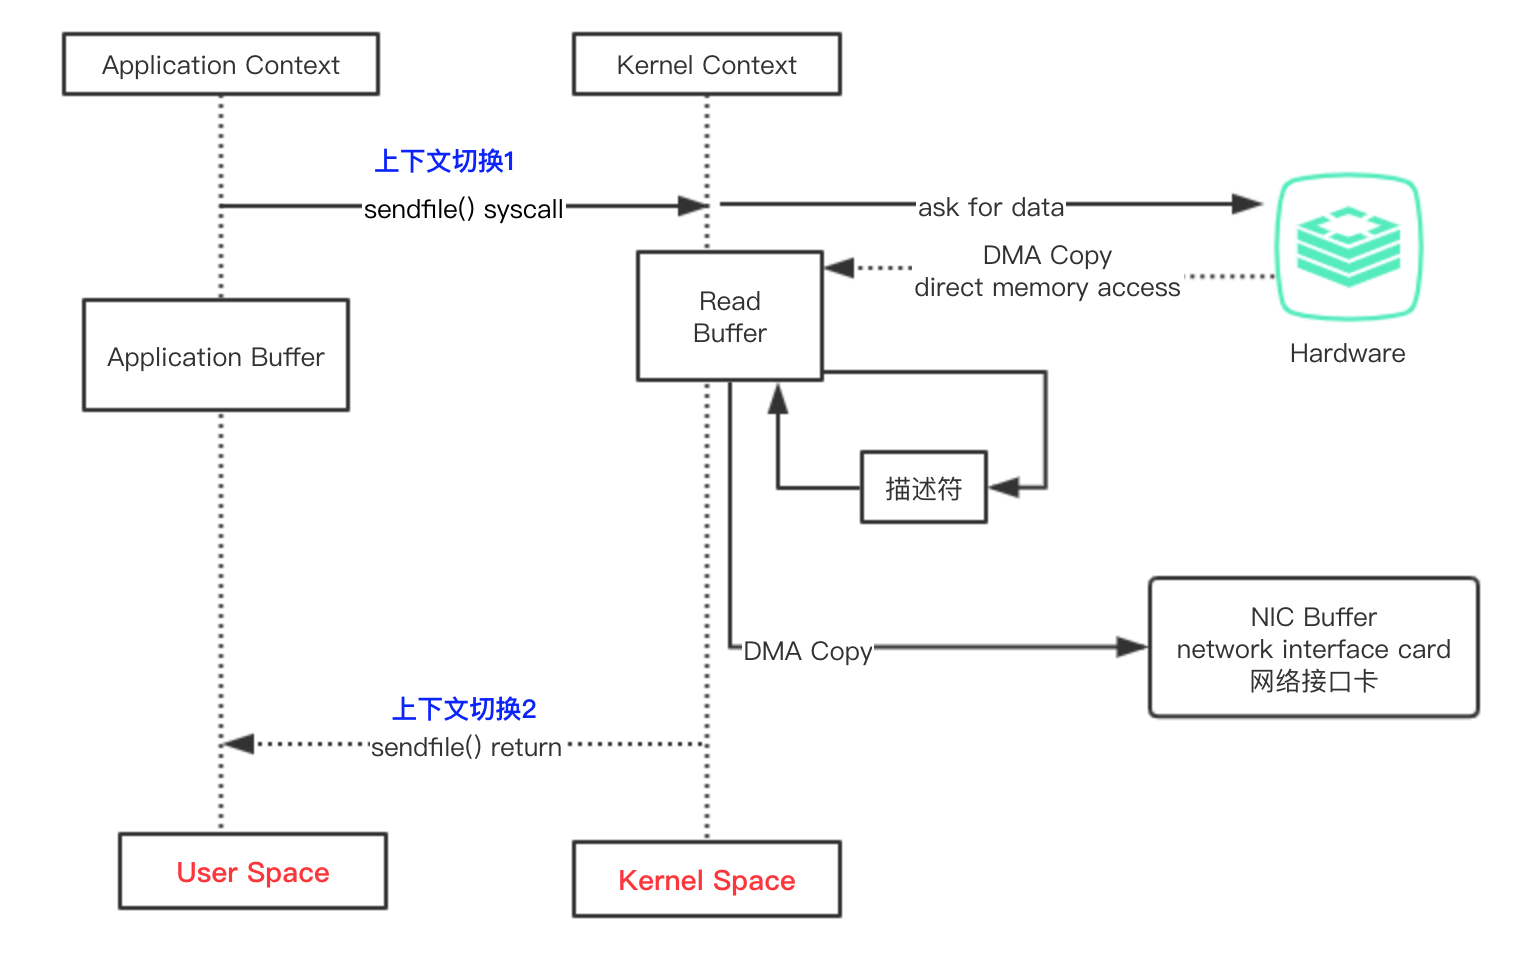 Application Context
Kernel Context
上下文切换1
sendfile() syscall
ask for data
DMA Copy
direct memory access
Hardware
Read
Buffer
Application Buffer
描述符
DMA Copy
NIC Buffer
network interface card
网络接口卡
上下文切换2
sendfile() return
User Space
Kernel Space